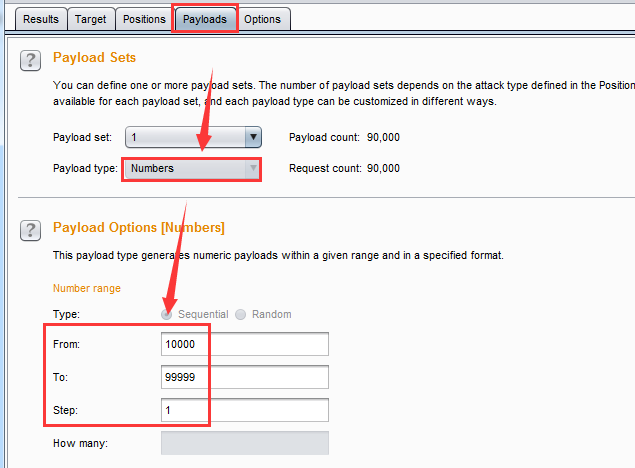 Results Target Positions Payloads Options
? Payload Sets
You can define one or more payload sets. The number of payload sets depends on the attack type defined in the Position
available for each payload set, and each payload type can be customized in different ways.
Payload set: 1 Payload count: 90,000
Payload type: Numbers Request count: 90,000
? Payload Options [Numbers]
This payload type generates numeric payloads within a given range and in a specified format.
Number range
Type: Sequential Random
From: 10000
To: 99999
Step: 1
How many: